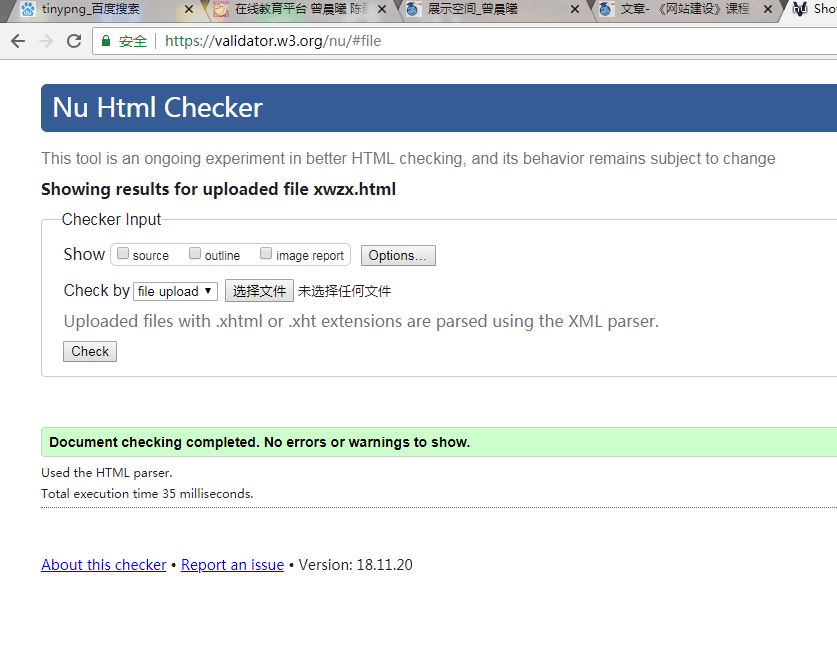 tinypng_百度搜索 在线教育平台 曾晨曦 展示空间_曾晨曦 文章- 《网站建设》课程 nu Sho
安全 https://validator.w3.org/nu/#file
Nu Html Checker
This tool is an ongoing experiment in better HTML checking, and its behavior remains subject to change
Showing results for uploaded file xwzx.html
Checker Input
Show source outline image report Options...
Check by file upload 选择文件 未选择任何文件
Uploaded files with .xhtml or .xht extensions are parsed using the XML parser.
Check
Document checking completed. No errors or warnings to show.
Used the HTML parser.
Total execution time 35 milliseconds.
About this checker • Report an issue • Version: 18.11.20